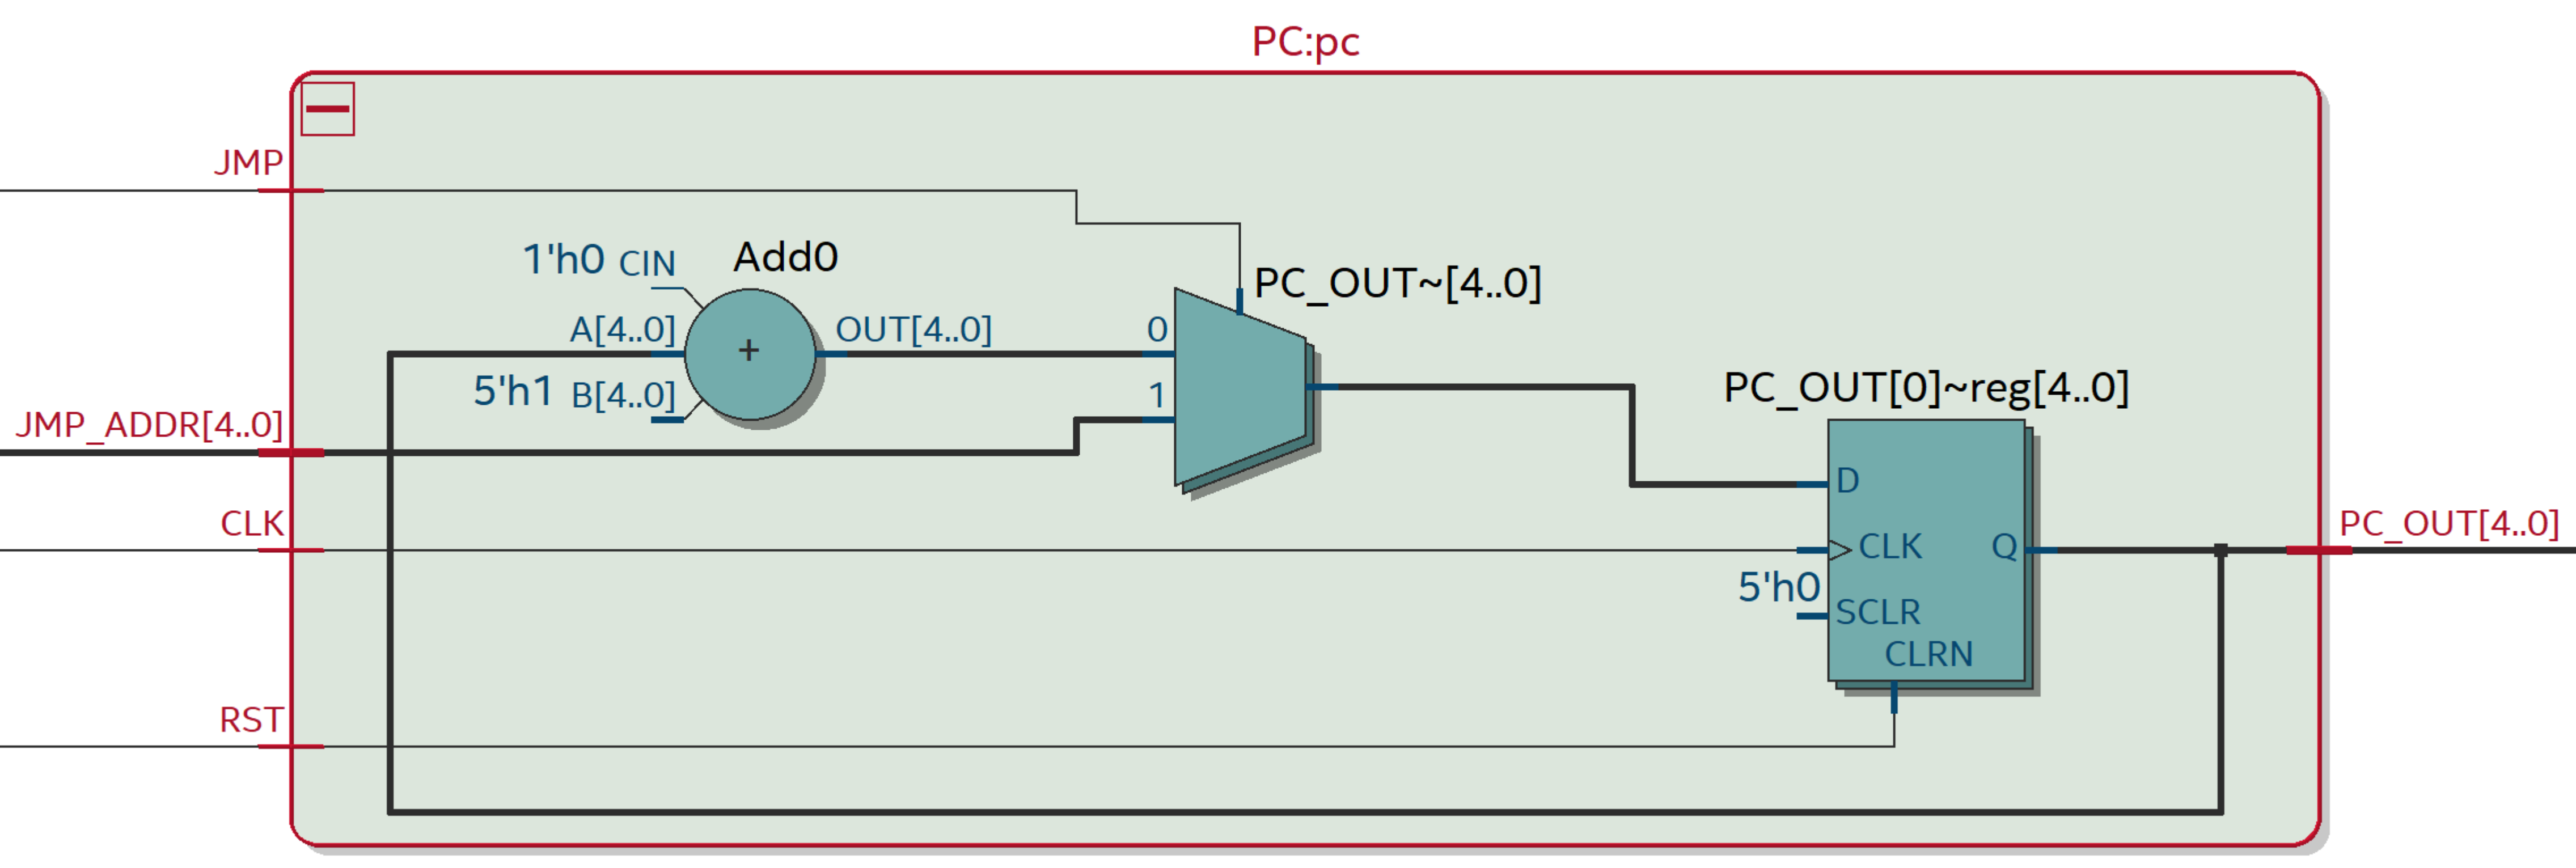 PC:pc
JMP
1'h0 CIN
Add0
PC_OUT~[4..0]
A[4..0]
+
OUT[4..0]
0
5'h1 B[4..0]
1
PC_OUT[0]~reg[4..0]
JMP_ADDR[4..0]
D
CLK
CLK
Q
PC_OUT[4..0]
5'h0
SCLR
CLRN
RST